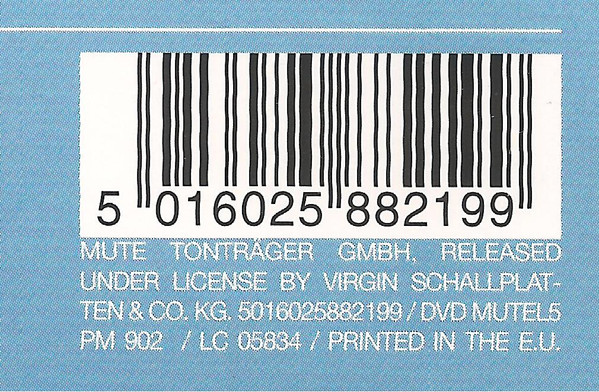 5 016025 882199
MUTE TONTRÄGER GMBH, RELEASED
UNDER LICENSE BY VIRGIN SCHALLPLAT-
TEN & CO. KG. 5016025882199 / DVD MUTEL5
PM 902 / LC 05834 / PRINTED IN THE E.U.